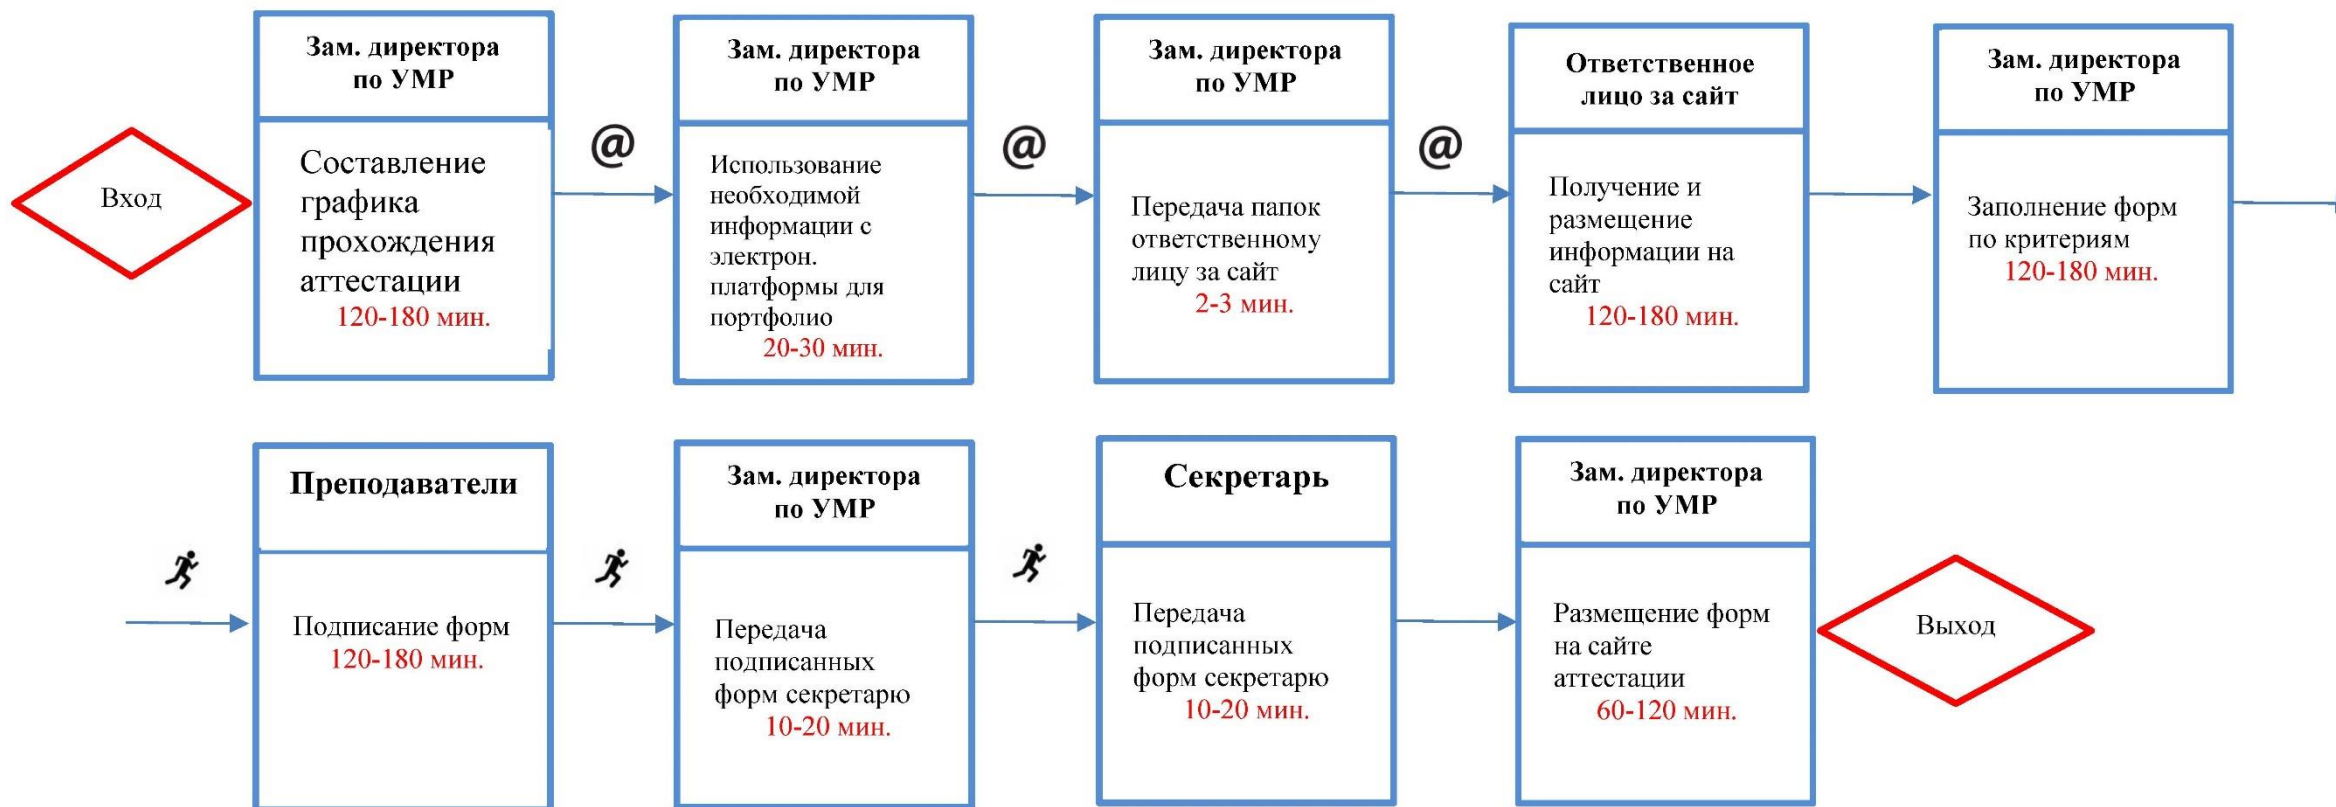 Вход
Зам. директора
по УМР
Составление
графика
прохождения
аттестации
120-180 мин.
@
Зам. директора
по УМР
Использование
необходимой
информации с
электрон.
платформы для
портфолио
20-30 мин.
@
Зам. директора
по УМР
Передача папок
ответственному
лицу за сайт
2-3 мин.
@
Ответственное
лицо за сайт
Получение и
размещение
информации на
сайт
120-180 мин.
Зам. директора
по УМР
Заполнение форм
по критериям
120-180 мин.
Преподаватели
Подписание форм
120-180 мин.
Зам. директора
по УМР
Передача
подписанных
форм секретарю
10-20 мин.
Секретарь
Передача
подписанных
форм секретарю
10-20 мин.
Зам. директора
по УМР
Размещение форм
на сайте
аттестации
60-120 мин.
Выход